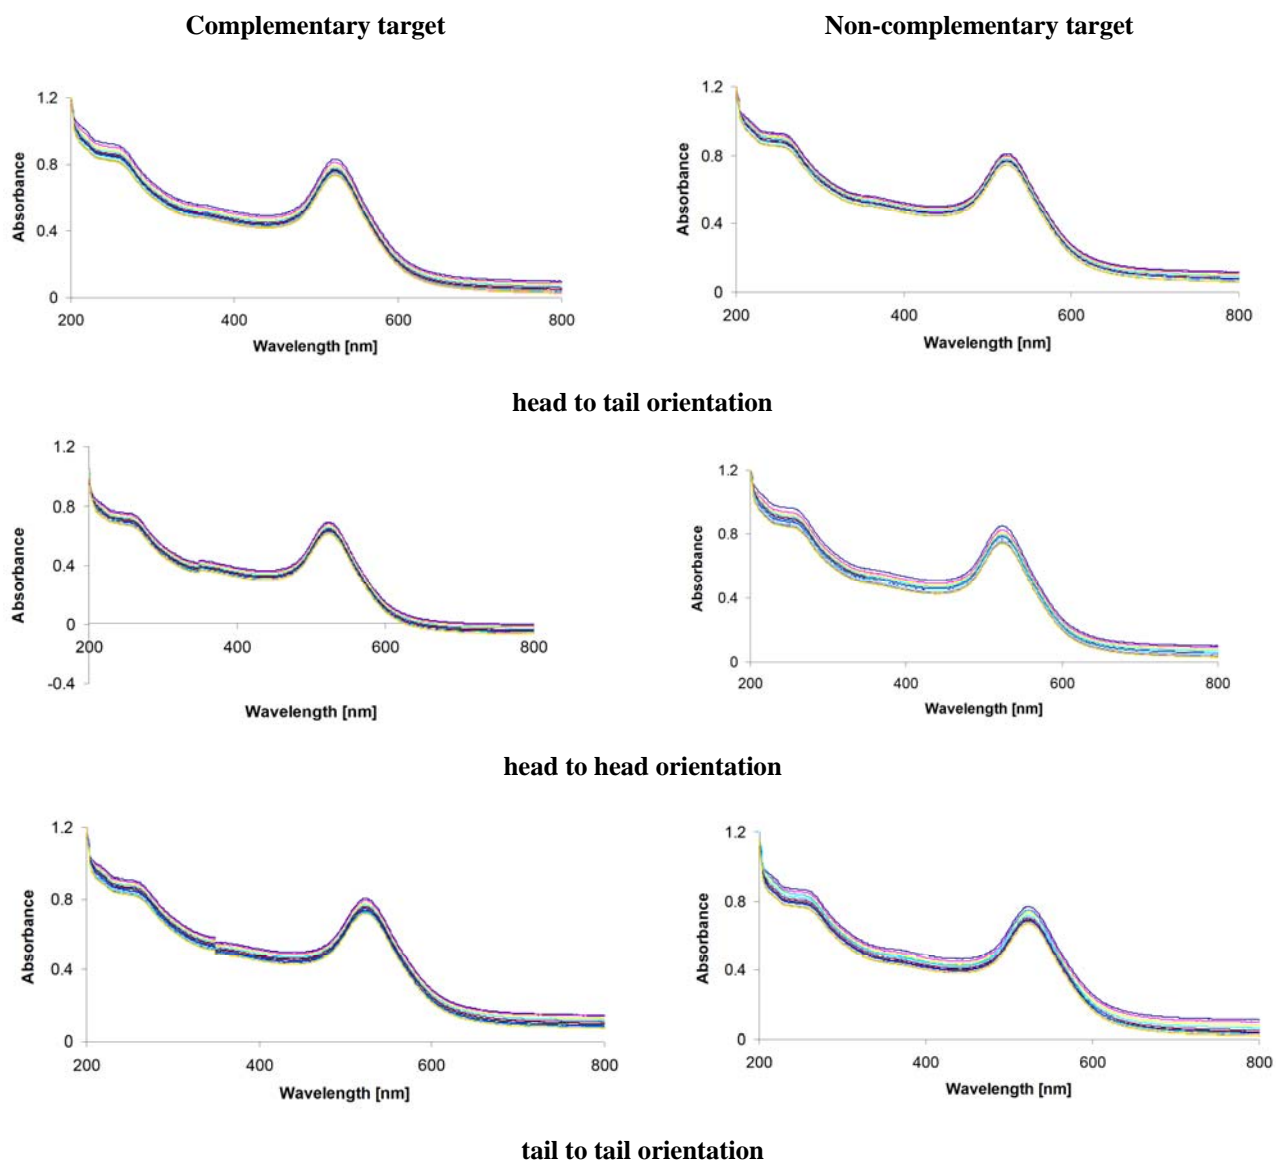 Complementary target
Non-complementary target
1.2
0.8
0.4
0
Absorbance
200
400
600
800
Wavelength [nm]
1.2
0.8
0.4
0
Absorbance
200
400
600
800
Wavelength [nm]
head to tail orientation
1.2
0.8
0.4
0
-0.4
Absorbance
200
400
600
800
Wavelength [nm]
1.2
0.8
0.4
0
Absorbance
200
400
600
800
Wavelength [nm]
head to head orientation
1.2
0.8
0.4
0
Absorbance
200
400
600
800
Wavelength [nm]
1.2
0.8
0.4
0
Absorbance
200
400
600
800
Wavelength [nm]
tail to tail orientation